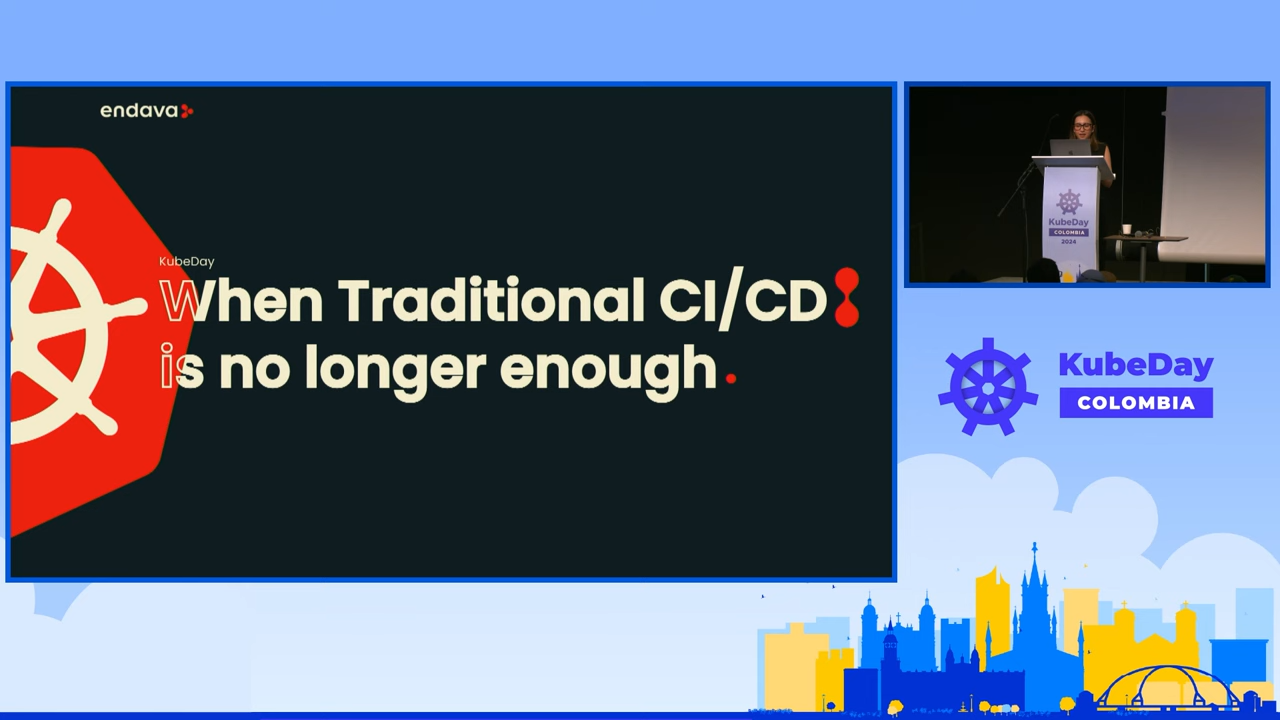 endava
KubeDay
When Traditional CI/CD
is no longer enough.
KubeDay
COLOMBIA
2024
KubeDay
COLOMBIA